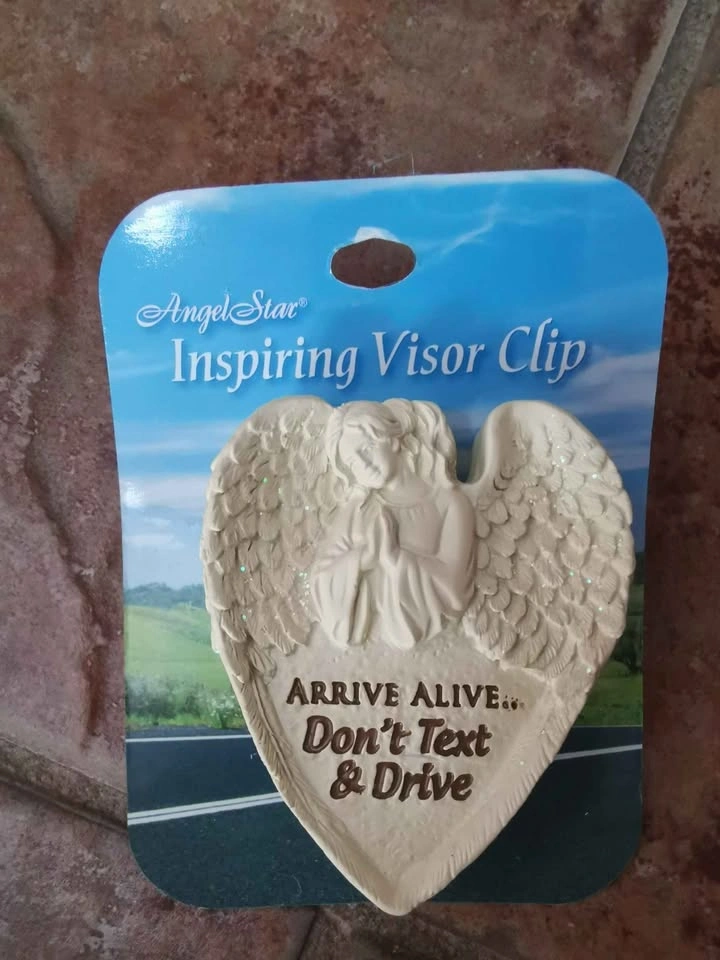 AngelStar®
Inspiring Visor Clip
ARRIVE ALIVE...
Don't Text
& Drive